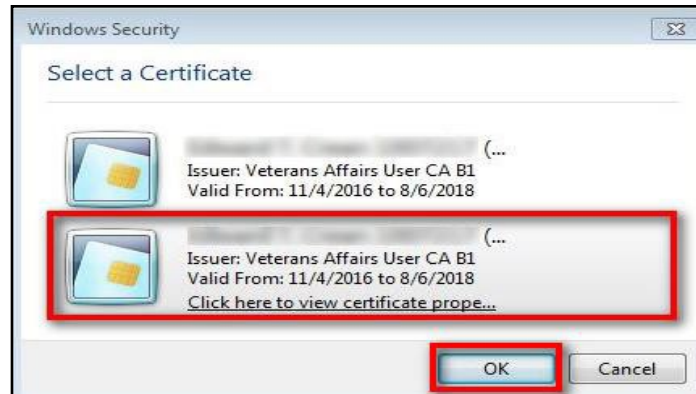 Windows Security
Select a Certificate
(...
Issuer: Veterans Affairs User CA B1
Valid From: 11/4/2016 to 8/6/2018
(...
Issuer: Veterans Affairs User CA B1
Valid From: 11/4/2016 to 8/6/2018
Click here to view certificate prope...
OK Cancel